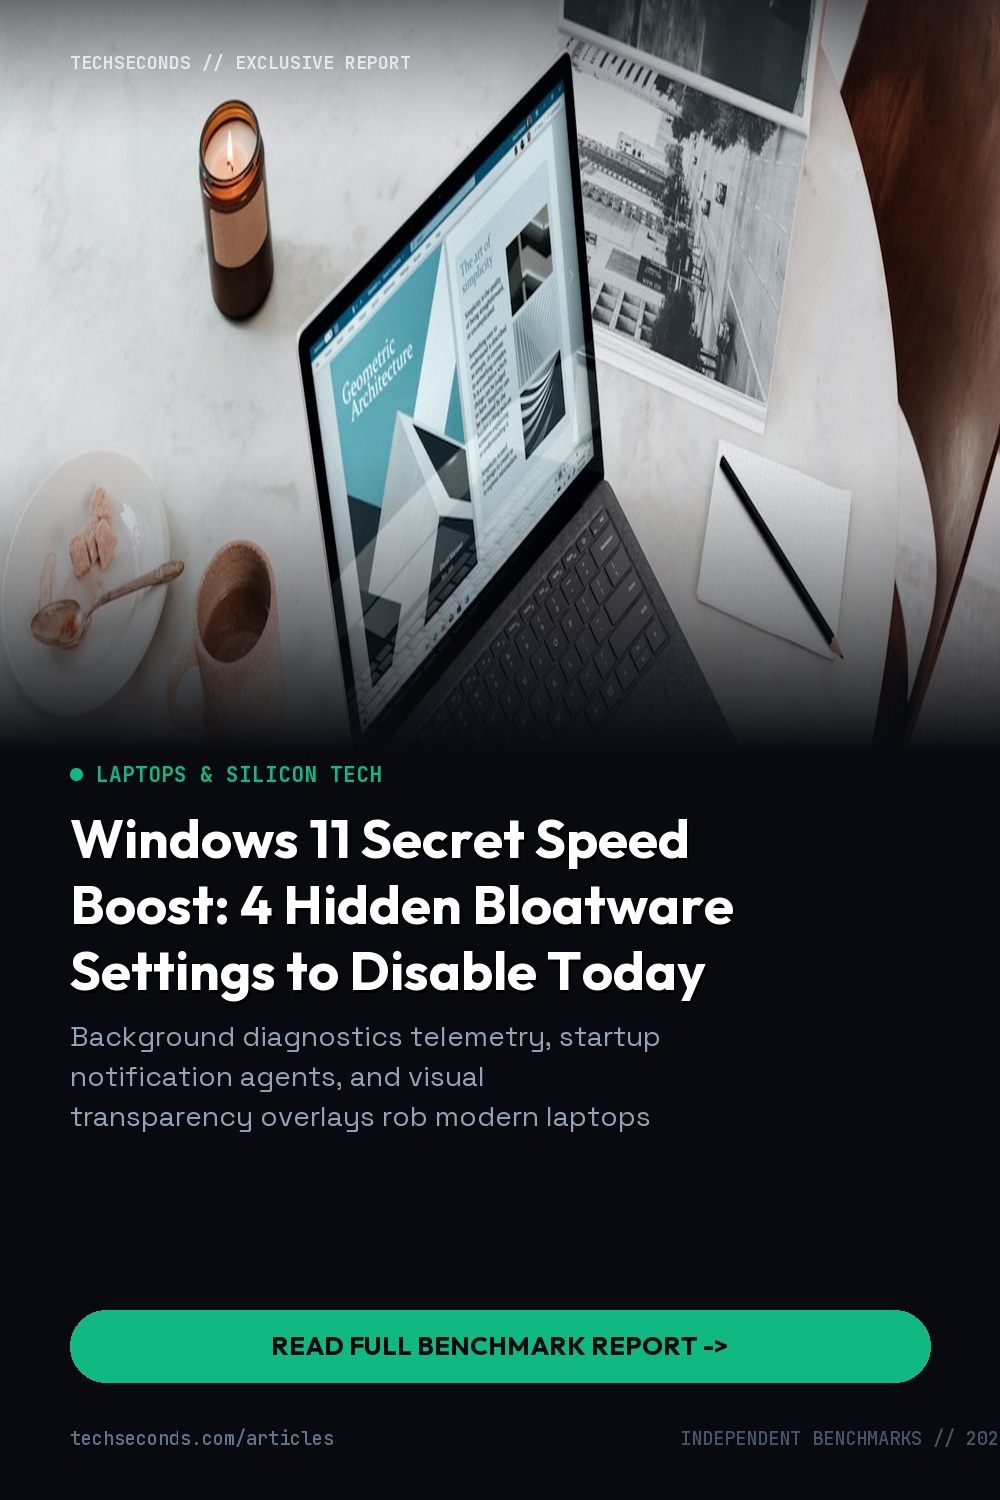 TECHSECONDS // EXCLUSIVE REPORT
The art of
simplicity
Geometric
Architecture
LAPTOPS & SILICON TECH
Windows 11 Secret Speed
Boost: 4 Hidden Bloatware
Settings to Disable Today
Background diagnostics telemetry, startup
notification agents, and visual
transparency overlays rob modern laptops
READ FULL BENCHMARK REPORT ->
techseconds.com/articles
INDEPENDENT BENCHMARKS // 202